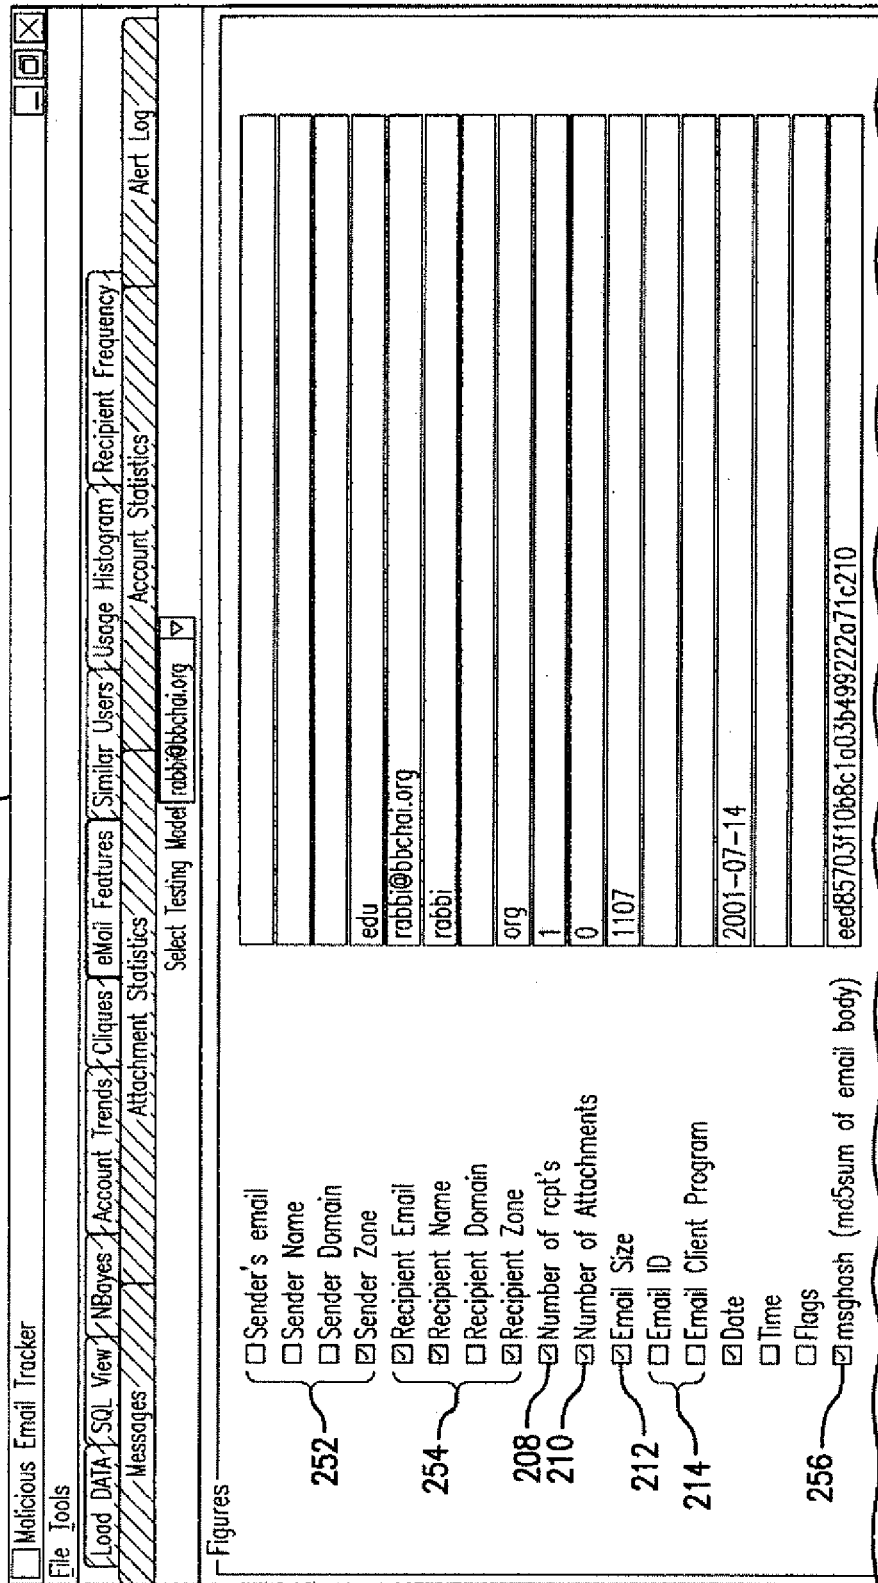 Malicious Email Tracker
File Tools
Load DATA SQL View NBayes Account Trends Cliques eMail Features Similar Users Usage Histogram Recipient Frequency
Messages Attachment Statistics Account Statistics Alert Log
Select Testing Model rabbi@bbchai.org
Figures
252
Sender's email
Sender Name
Sender Domain
Sender Zone edu
254
Recipient Email rabbi@bbchai.org
Recipient Name rabbi
Recipient Domain
Recipient Zone org
208 Number of rcpt's 1
210 Number of Attachments 0
212 Email Size 1107
214
Email ID
Email Client Program
Date 2001-07-14
Time
Flags
256 msghash (md5sum of email body) eed85703f10b8c1a03b499222a71c210